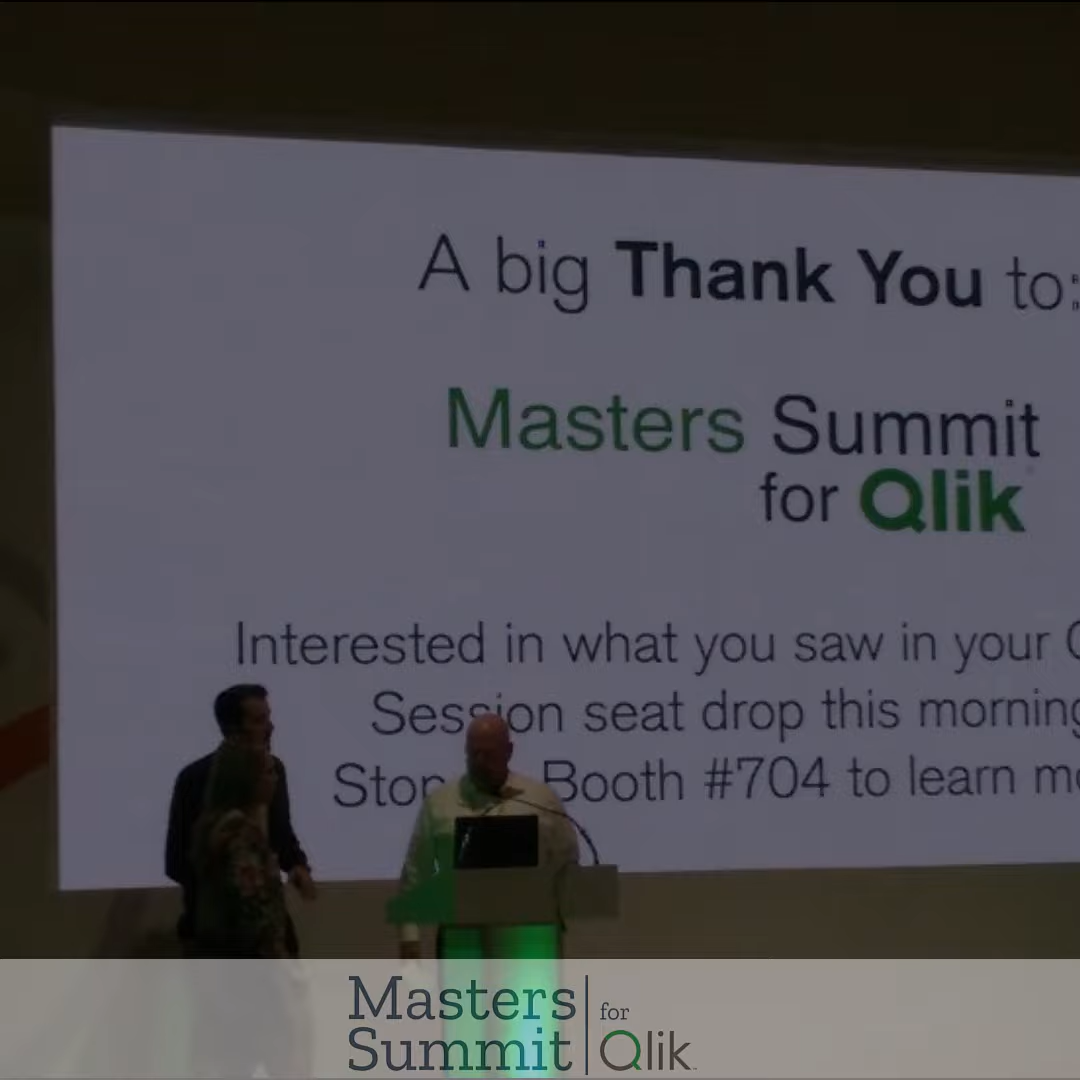 A big Thank You to:
Masters Summit
for Qlik
Interested in what you saw in your
Session seat drop this morning
Booth #704 to learn
Masters
Summit
for
Qlik